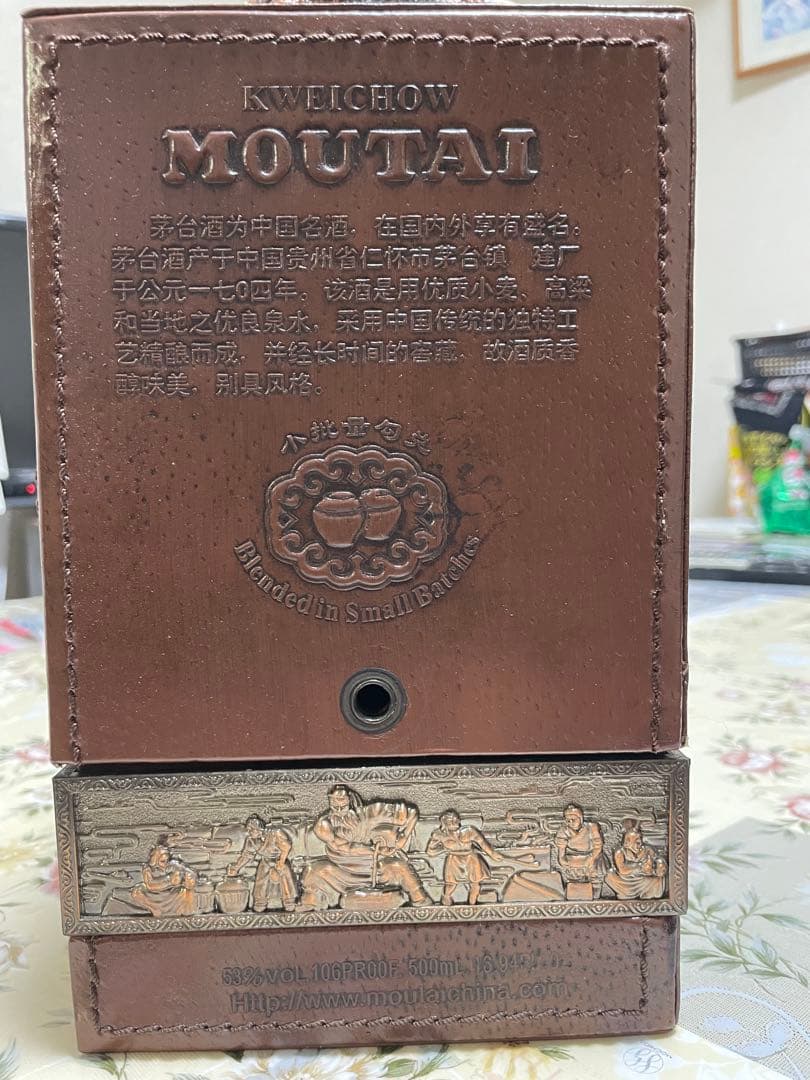 KWEICHOW
MOUTAI
茅台酒为中国名酒，在国内外享有盛名；
茅台酒产于中国贵州省仁怀市茅台镇 建厂
于公元一七0四年，该酒是用优质小麦、高粱
和当地之优良泉水，采用中国传统的独特工
艺精酿而成，并经长时间的窖藏，故酒质香
醇味美，别具风格。
小批量勾兑
Blended in Small Batches
53%VOL 106PROOF 500mL
Http://www.moutaichina.com